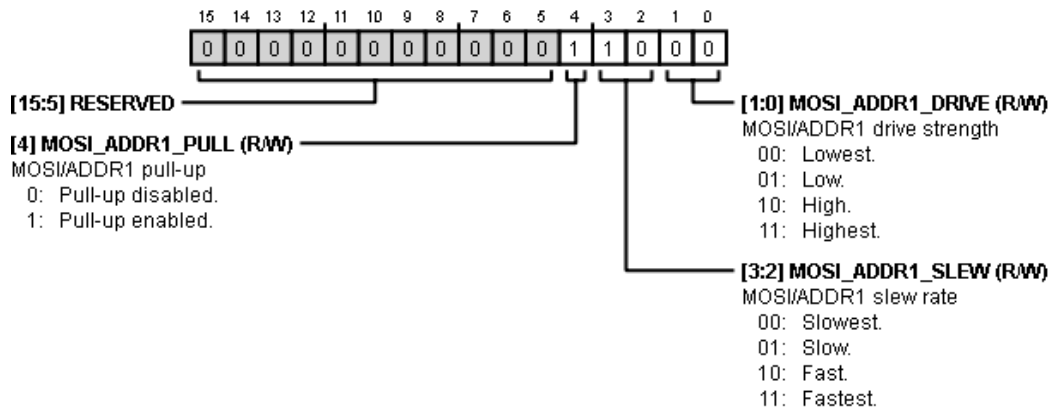 15 14 13 12 11 10 9 8 7 6 5 4 3 2 1 0
0 0 0 0 0 0 0 0 0 0 0 1 1 0 0 0
[15:5] RESERVED
[4] MOSI_ADDR1_PULL (R/W)
MOSI/ADDR1 pull-up
0: Pull-up disabled.
1: Pull-up enabled.
[1:0] MOSI_ADDR1_DRIVE (R/W)
MOSI/ADDR1 drive strength
00: Lowest.
01: Low.
10: High.
11: Highest.
[3:2] MOSI_ADDR1_SLEW (R/W)
MOSI/ADDR1 slew rate
00: Slowest.
01: Slow.
10: Fast.
11: Fastest.